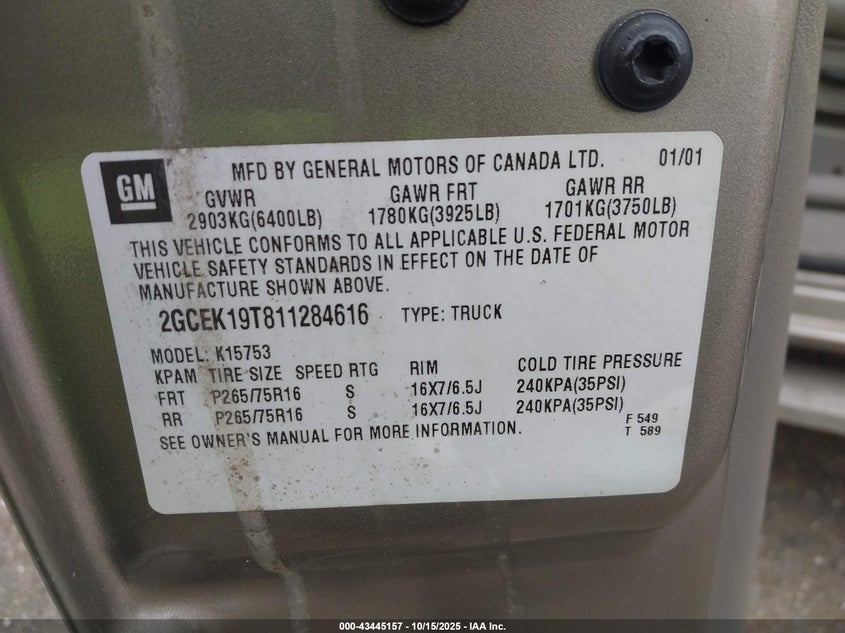 GM
MFD BY GENERAL MOTORS OF CANADA LTD. 01/01
GVWR GAWR FRT GAWR RR
2903KG(6400LB) 1780KG(3925LB) 1701KG(3750LB)
THIS VEHICLE CONFORMS TO ALL APPLICABLE U.S. FEDERAL MOTOR
VEHICLE SAFETY STANDARDS IN EFFECT ON THE DATE OF
MANUFACTURE SHOWN ABOVE.
2GCEK19T811284616 TYPE: TRUCK
MODEL: K15753
KPAM TIRE SIZE SPEED RTG RIM COLD TIRE PRESSURE
FRT P265/75R16 S 16X7/6.5J 240KPA(35PSI)
RR P265/75R16 S 16X7/6.5J 240KPA(35PSI)
SEE OWNER'S MANUAL FOR MORE INFORMATION.
F 549
T 589
000-43445157 - 10/15/2025 - IAA Inc.